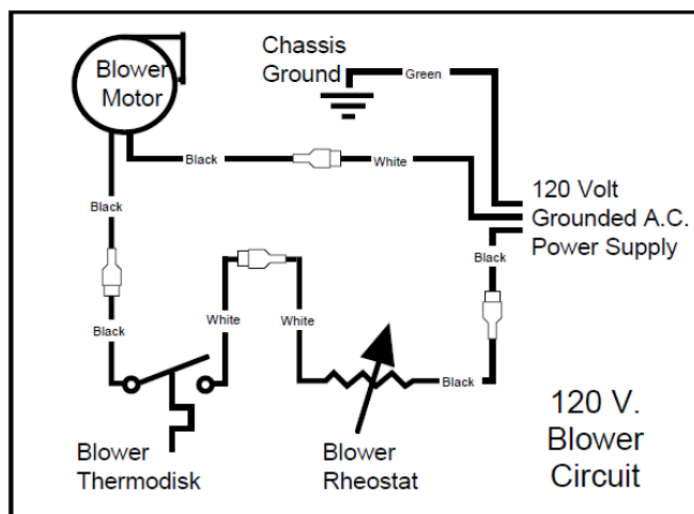 Blower
Motor
Chassis
Ground
Green
Black
White
Black
120 Volt
Grounded A.C.
Power Supply
Black
White
White
Black
Black
Blower
Thermodisk
Blower
Rheostat
120 V.
Blower
Circuit